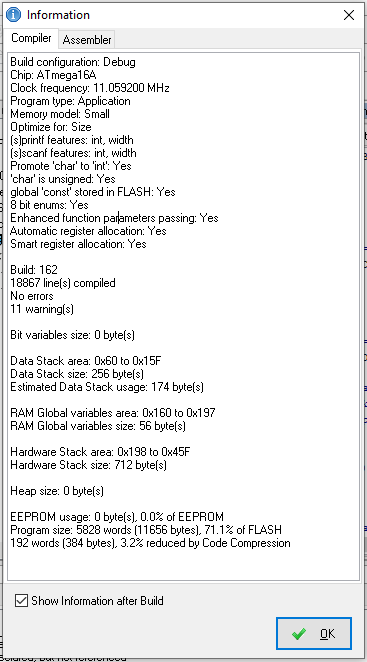 Information
Compiler
Assembler
Build configuration: Debug
Chip: ATmega16A
Clock frequency: 11.059200 MHz
Program type: Application
Memory model: Small
Optimize for: Size
(s)printf features: int, width
(s)scanf features: int, width
Promote 'char' to 'int': Yes
'char' is unsigned: Yes
global 'const' stored in FLASH: Yes
8 bit enums: Yes
Enhanced function parameters passing: Yes
Automatic register allocation: Yes
Smart register allocation: Yes
Build: 162
18867 line(s) compiled
No errors
11 warning(s)
Bit variables size: 0 byte(s)
Data Stack area: 0x60 to 0x15F
Data Stack size: 256 byte(s)
Estimated Data Stack usage: 174 byte(s)
RAM Global variables area: 0x160 to 0x197
RAM Global variables size: 56 byte(s)
Hardware Stack area: 0x198 to 0x45F
Hardware Stack size: 712 byte(s)
Heap size: 0 byte(s)
EEPROM usage: 0 byte(s), 0.0% of EEPROM
Program size: 5828 words (11656 bytes), 71.1% of FLASH
192 words (384 bytes), 3.2% reduced by Code Compression
Show Information after Build
OK
but not referenced